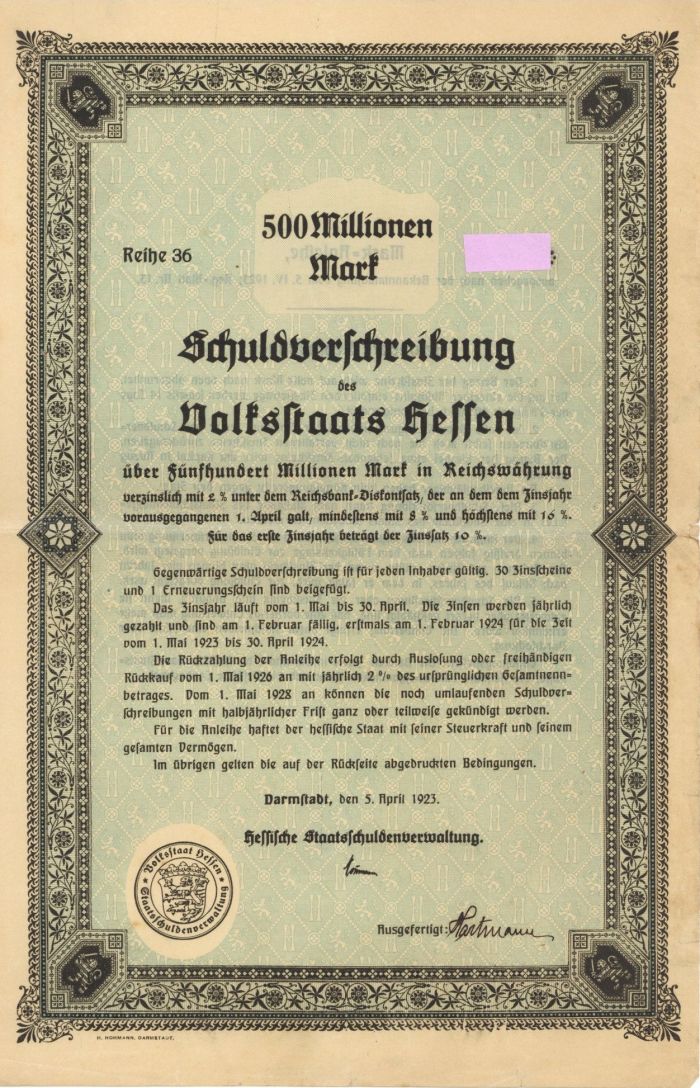 500 Millionen
Mark
Reihe 36
Schuldverschreibung
des
Volksstaats Hessen
über Fünfhundert Millionen Mark in Reichswährung
verzinslich mit 2 % unter dem Reichsbank-Diskontsatz, der an dem dem Zinsjahr
vorausgegangenen 1. April galt, mindestens mit 8 % und höchstens mit 16 %.
Für das erste Zinsjahr beträgt der Zinssatz 10 %.
Gegenwärtige Schuldverschreibung ist für jeden Inhaber gültig. 30 Zinsscheine
und 1 Erneuerungsschein sind beigefügt.
Das Zinsjahr läuft vom 1. Mai bis 30. April. Die Zinsen werden jährlich
gezahlt und sind am 1. Februar fällig, erstmals am 1. Februar 1924 für die Zeit
vom 1. Mai 1923 bis 30. April 1924.
Die Rückzahlung der Anleihe erfolgt durch Auslosung oder freihändigen
Rückkauf vom 1. Mai 1926 an mit jährlich 2 % des ursprünglichen Gesamtnenn-
betrages. Vom 1. Mai 1928 an können die noch umlaufenden Schuldver-
schreibungen mit halbjährlicher Frist ganz oder teilweise gekündigt werden.
Für die Anleihe haftet der hessische Staat mit seiner Steuerkraft und seinem
gesamten Vermögen.
Im übrigen gelten die auf der Rückseite abgedruckten Bedingungen.
Darmstadt, den 5. April 1923.
Hessische Staatsschuldenverwaltung.
Volksstaat Hessen
Staatsschuldenverwaltung
Ausgefertigt: Hartmann
H. HOHMANN, DARMSTADT.